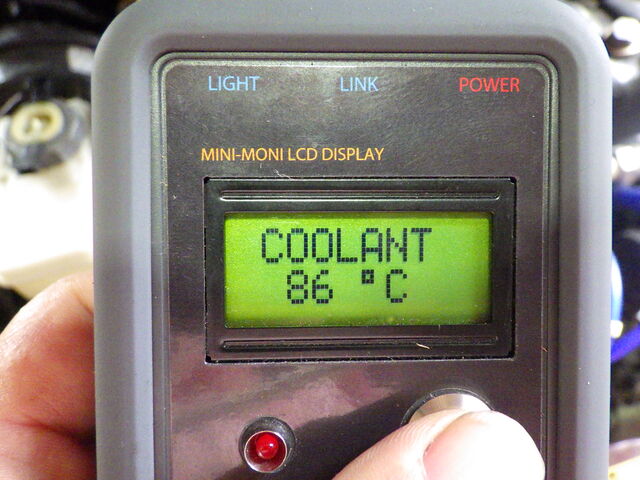 LIGHT LINK POWER
MINI-MONI LCD DISPLAY
COOLANT
86 °C